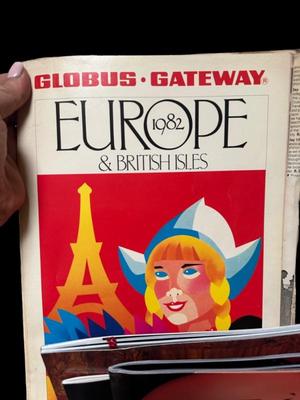 GLOBUS · GATEWAY®
EUROPE
1982
& BRITISH ISLES